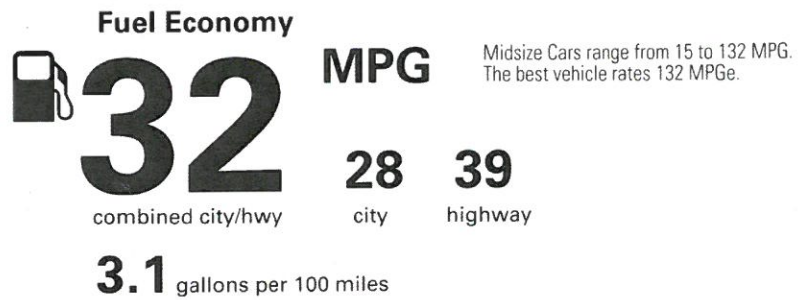 Fuel Economy
32 MPG
Midsize Cars range from 15 to 132 MPG.
The best vehicle rates 132 MPGe.
combined city/hwy
28
city
39
highway
3.1 gallons per 100 miles